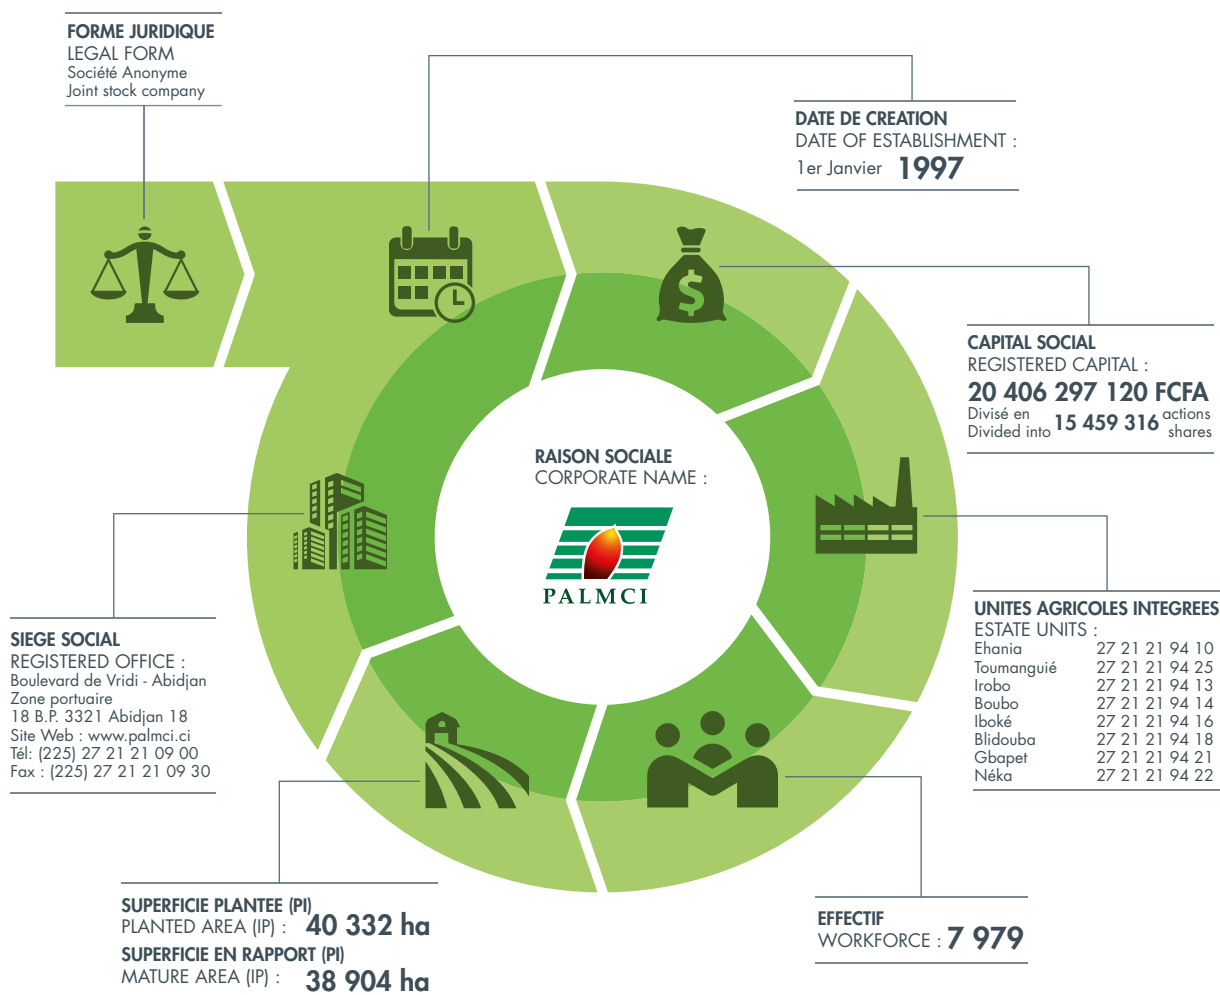 FORME JURIDIQUE
LEGAL FORM
Société Anonyme
Joint stock company
DATE DE CREATION
DATE OF ESTABLISHMENT :
1er Janvier 1997
$
CAPITAL SOCIAL
REGISTERED CAPITAL :
20 406 297 120 FCFA
Divisé en
Divided into
15 459 316
actions
shares
RAISON SOCIALE
CORPORATE NAME :
PALMCI
UNITES AGRICOLES INTEGREES
ESTATE UNITS :
Ehania 27 21 21 94 10
Toumanguié 27 21 21 94 25
Irobo 27 21 21 94 13
Boubo 27 21 21 94 14
Iboké 27 21 21 94 16
Blidouba 27 21 21 94 18
Gbapet 27 21 21 94 21
Néka 27 21 21 94 22
SIEGE SOCIAL
REGISTERED OFFICE :
Boulevard de Vridi - Abidjan
Zone portuaire
18 B.P. 3321 Abidjan 18
Site Web : www.palmci.ci
Tél: (225) 27 21 21 09 00
Fax : (225) 27 21 21 09 30
SUPERFICIE PLANTEE (PI)
PLANTED AREA (IP) : 40 332 ha
SUPERFICIE EN RAPPORT (PI)
MATURE AREA (IP) : 38 904 ha
EFFECTIF
WORKFORCE : 7 979